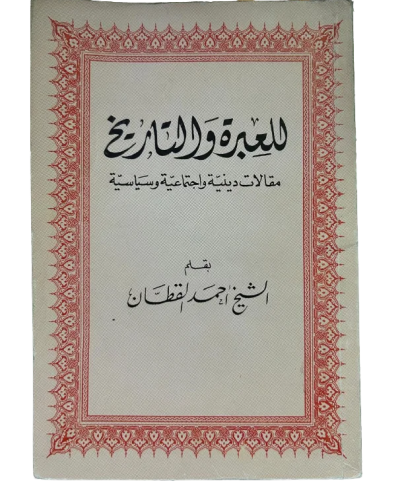 للعبرة والتاريخ
مقالات دينية واجتماعية وسياسية
بقلم
الشيخ أحمد القطان